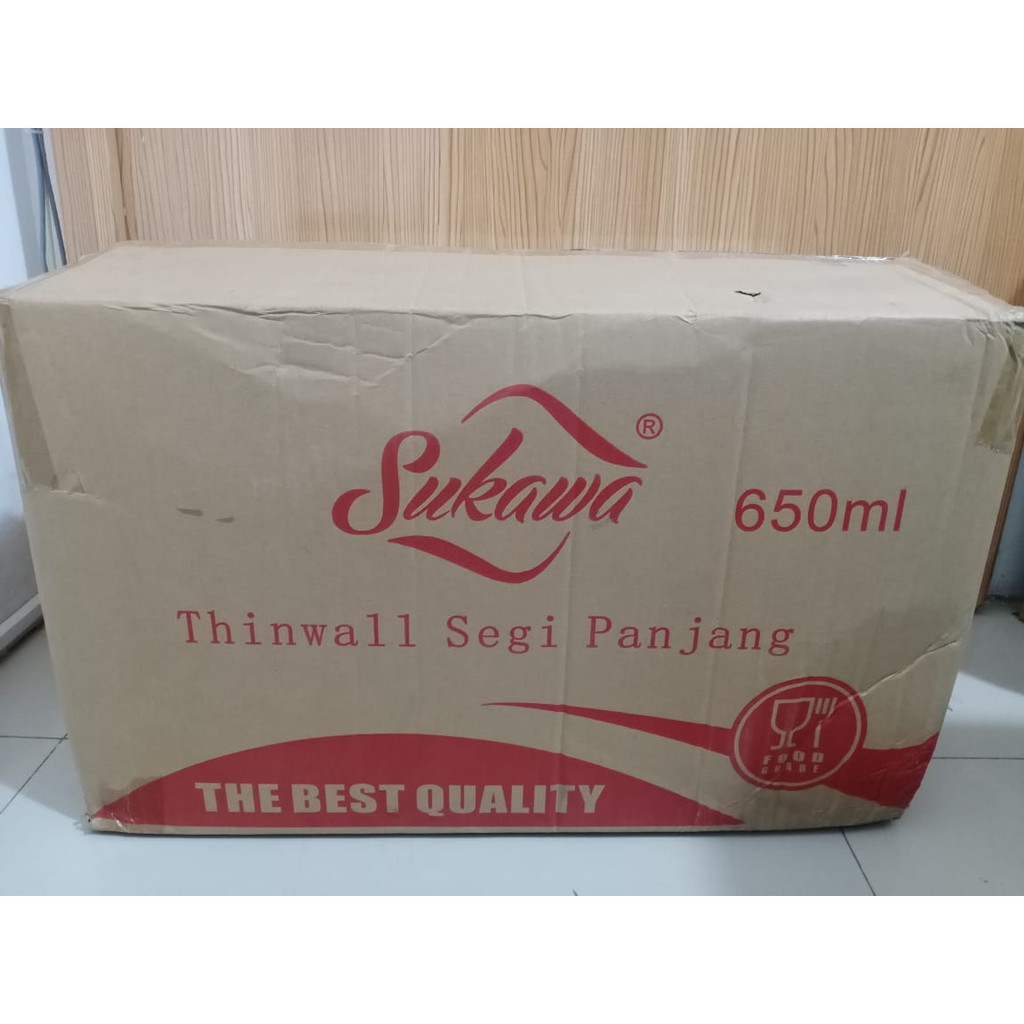 Sukawa ®
650ml
Thinwall Segi Panjang
FOOD
GRADE
THE BEST QUALITY